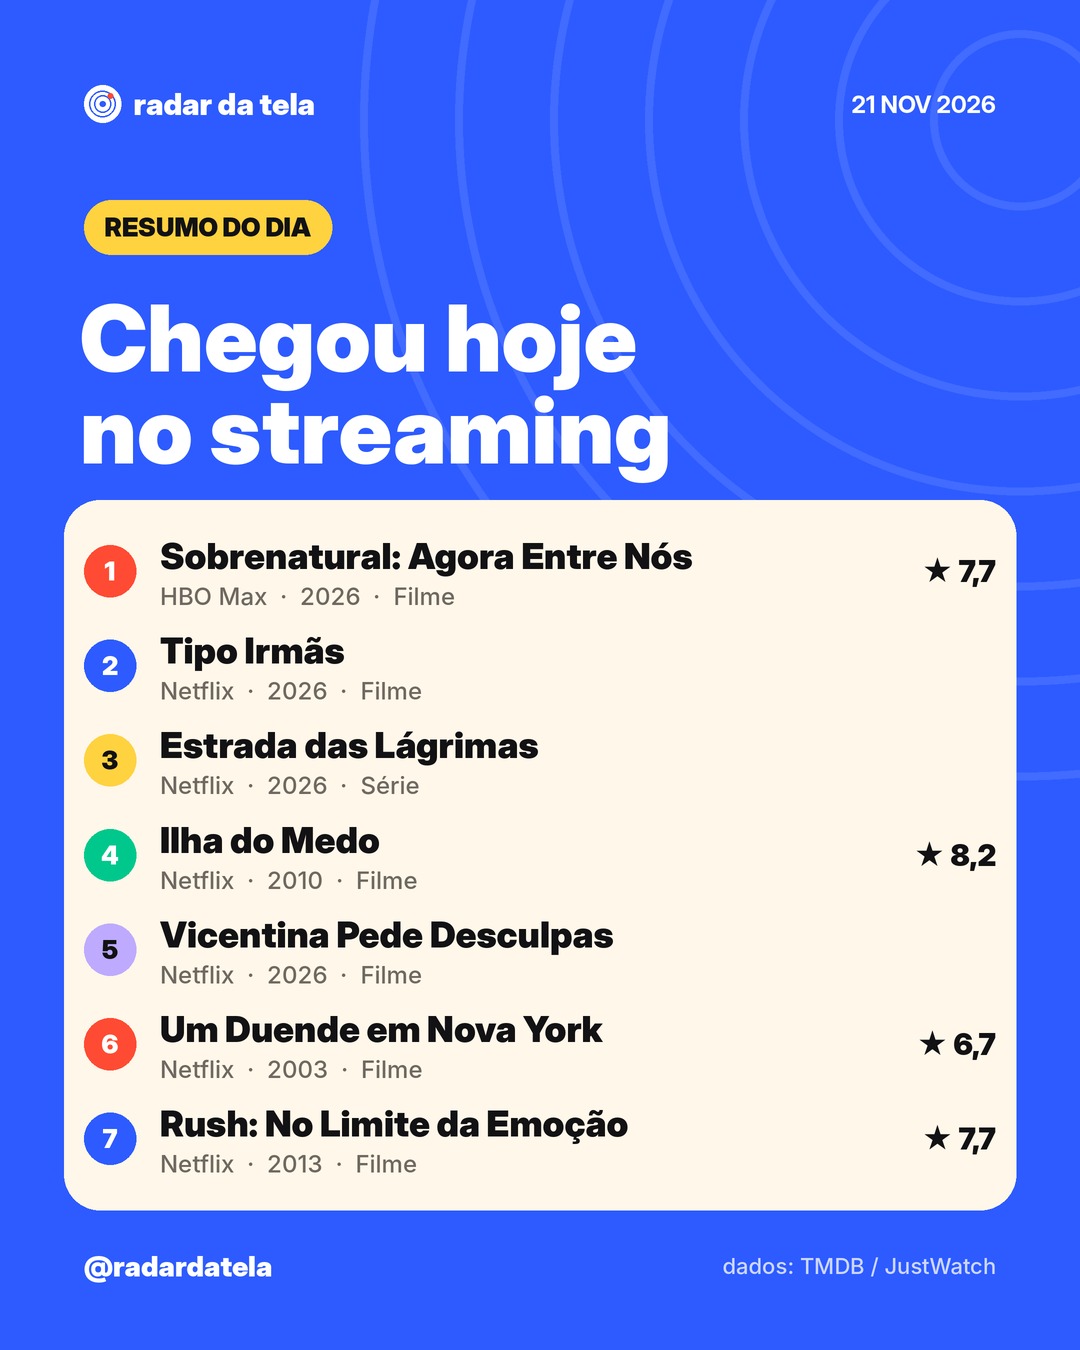 radar da tela
21 NOV 2026
RESUMO DO DIA
Chegou hoje
no streaming
1 Sobrenatural: Agora Entre Nós ★ 7,7
HBO Max · 2026 · Filme
2 Tipo Irmãs
Netflix · 2026 · Filme
3 Estrada das Lágrimas
Netflix · 2026 · Série
4 Ilha do Medo ★ 8,2
Netflix · 2010 · Filme
5 Vicentina Pede Desculpas
Netflix · 2026 · Filme
6 Um Duende em Nova York ★ 6,7
Netflix · 2003 · Filme
7 Rush: No Limite da Emoção ★ 7,7
Netflix · 2013 · Filme
@radardatela
dados: TMDB / JustWatch